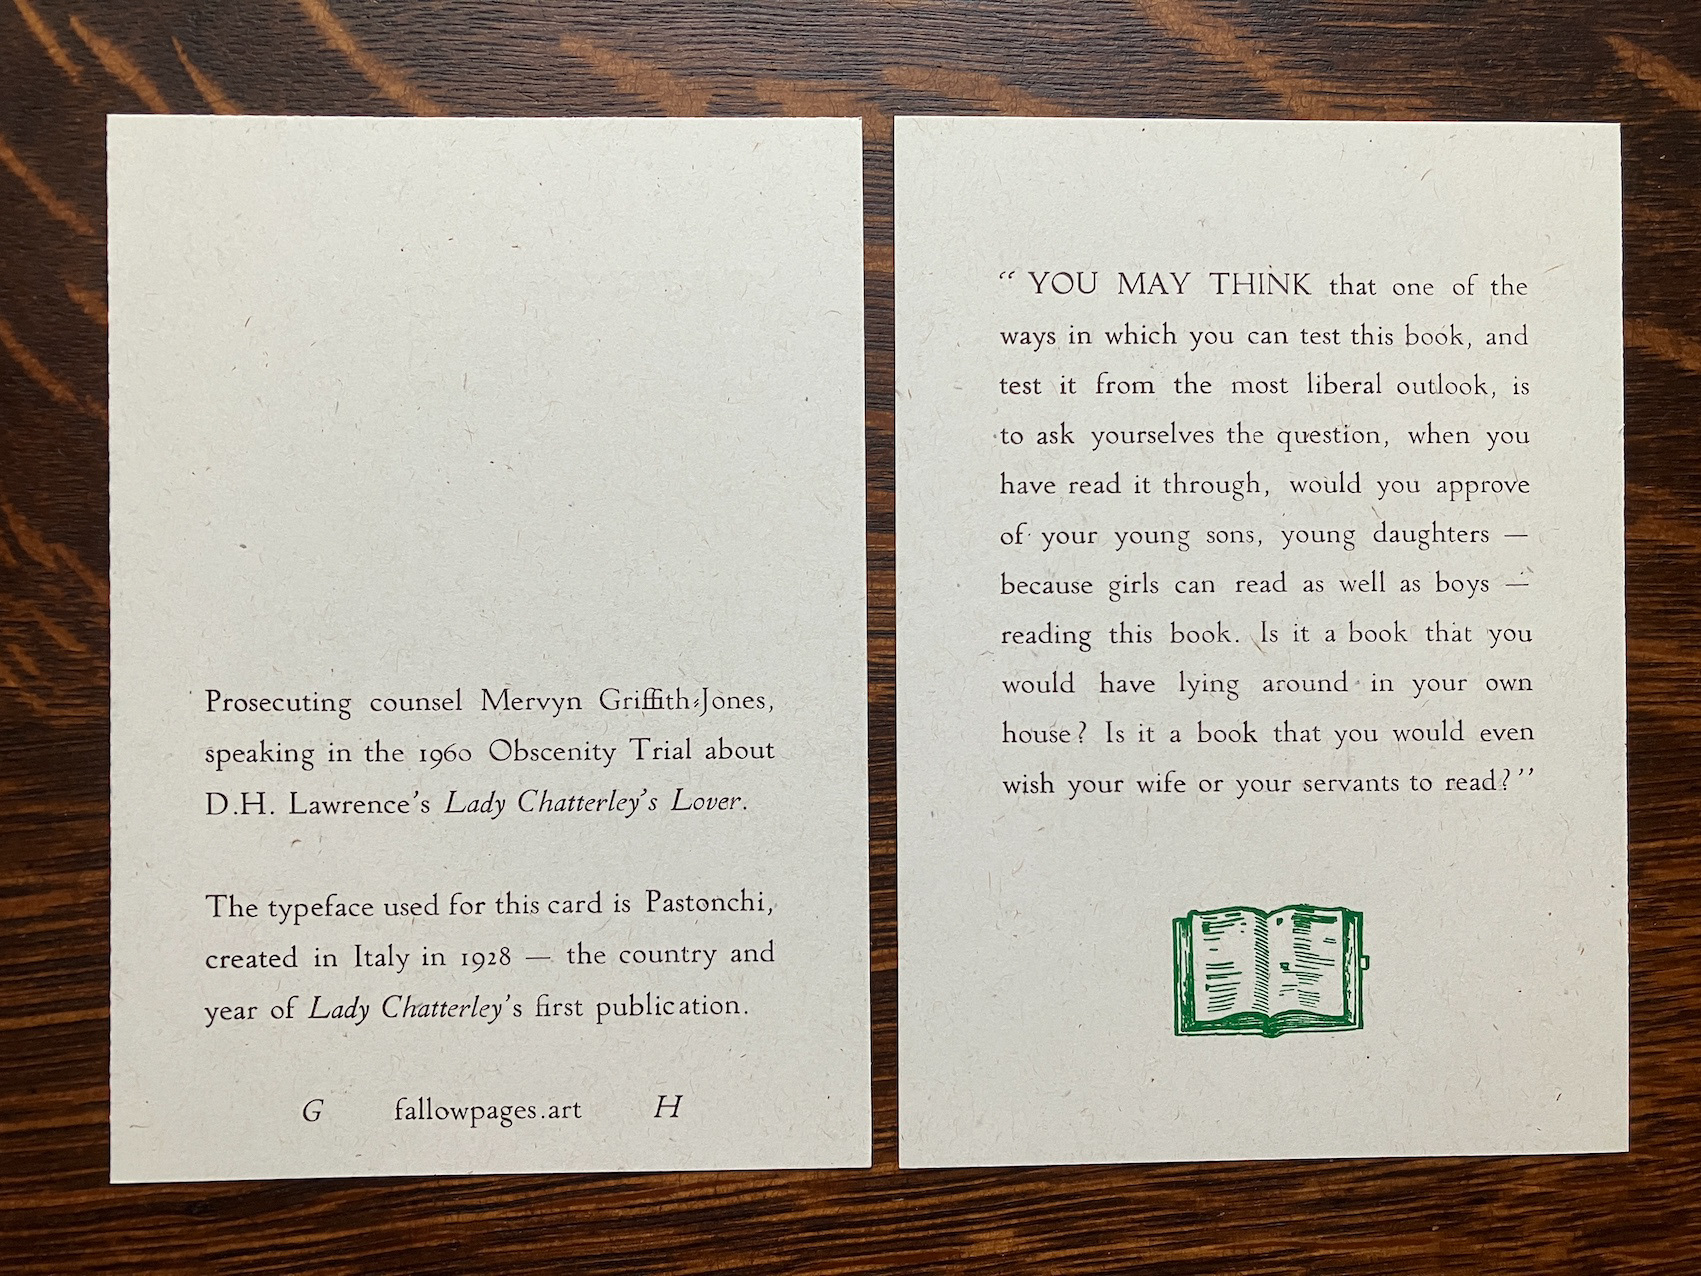 Prosecuting counsel Mervyn Griffith-Jones,
speaking in the 1960 Obscenity Trial about
D.H. Lawrence’s Lady Chatterley’s Lover.
The typeface used for this card is Pastonchi,
created in Italy in 1928 — the country and
year of Lady Chatterley’s first publication.
G fallowpages.art H
“ YOU MAY THINK that one of the
ways in which you can test this book, and
test it from the most liberal outlook, is
to ask yourselves the question, when you
have read it through, would you approve
of your young sons, young daughters —
because girls can read as well as boys —
reading this book. Is it a book that you
would have lying around in your own
house? Is it a book that you would even
wish your wife or your servants to read?”